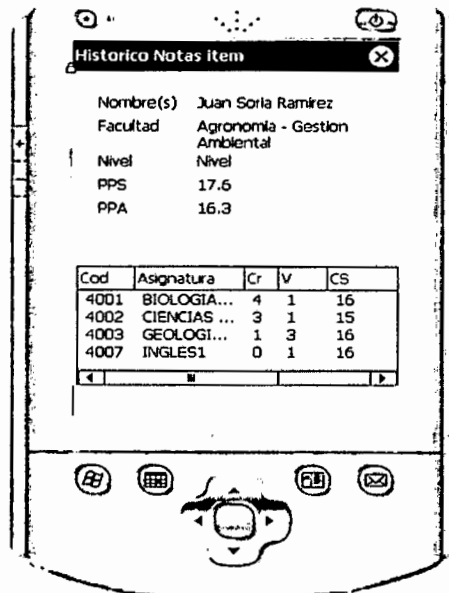 Historico Notas item
Nombre(s) Juan Soria Ramirez
Facultad Agronomia - Gestion
Ambiental
Nivel Nivel
PPS 17.6
PPA 16.3
Cod Asignatura Cr V CS
4001 BIOLOGIA... 4 1 16
4002 CIENCIAS ... 3 1 15
4003 GEOLOGI... 1 3 16
4007 INGLES1 0 1 16